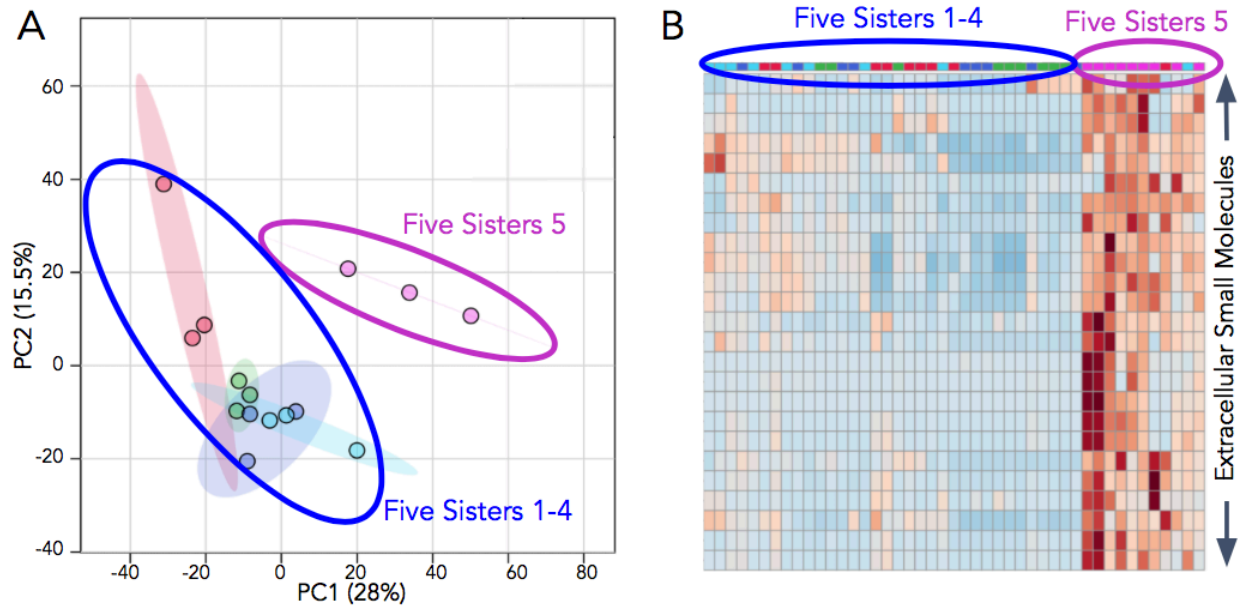 A
Five Sisters 5
Five Sisters 1-4
PC2 (15.5%)
60
40
20
0
-20
-40
-40
-20
0
20
40
60
80
PC1 (28%)
B
Five Sisters 1-4
Five Sisters 5
Extracellular Small Molecules